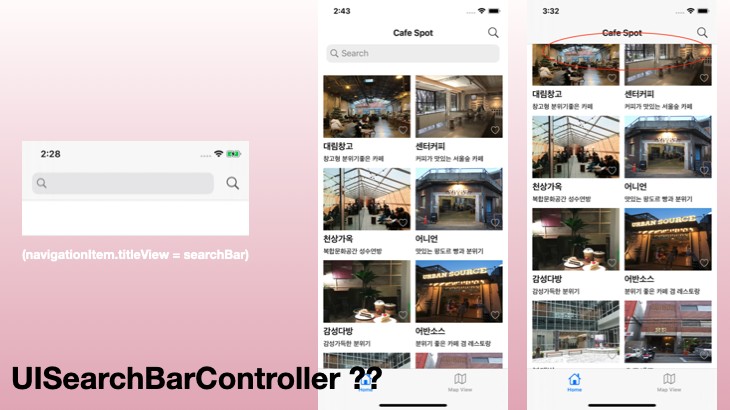 2:28
(navigationItem.titleView = searchBar)
UISearchBarController ??
2:43
Cafe Spot
Search
대림창고
창고형 분위기좋은 카페
센터커피
커피가 맛있는 서울숲 카페
천상가옥
복합문화공간 성수연방
어니언
맛있는 팡도르 빵과 분위기
URBAN SOURCE
감성다방
감성가득한 분위기
어반소스
분위기 좋은 카페 겸 레스토랑
Home
Map View
3:32
Cafe Spot
대림창고
창고형 분위기좋은 카페
센터커피
커피가 맛있는 서울숲 카페
천상가옥
복합문화공간 성수연방
어니언
맛있는 팡도르 빵과 분위기
URBAN SOURCE
감성다방
감성가득한 분위기
어반소스
분위기 좋은 카페 겸 레스토랑
Home
Map View